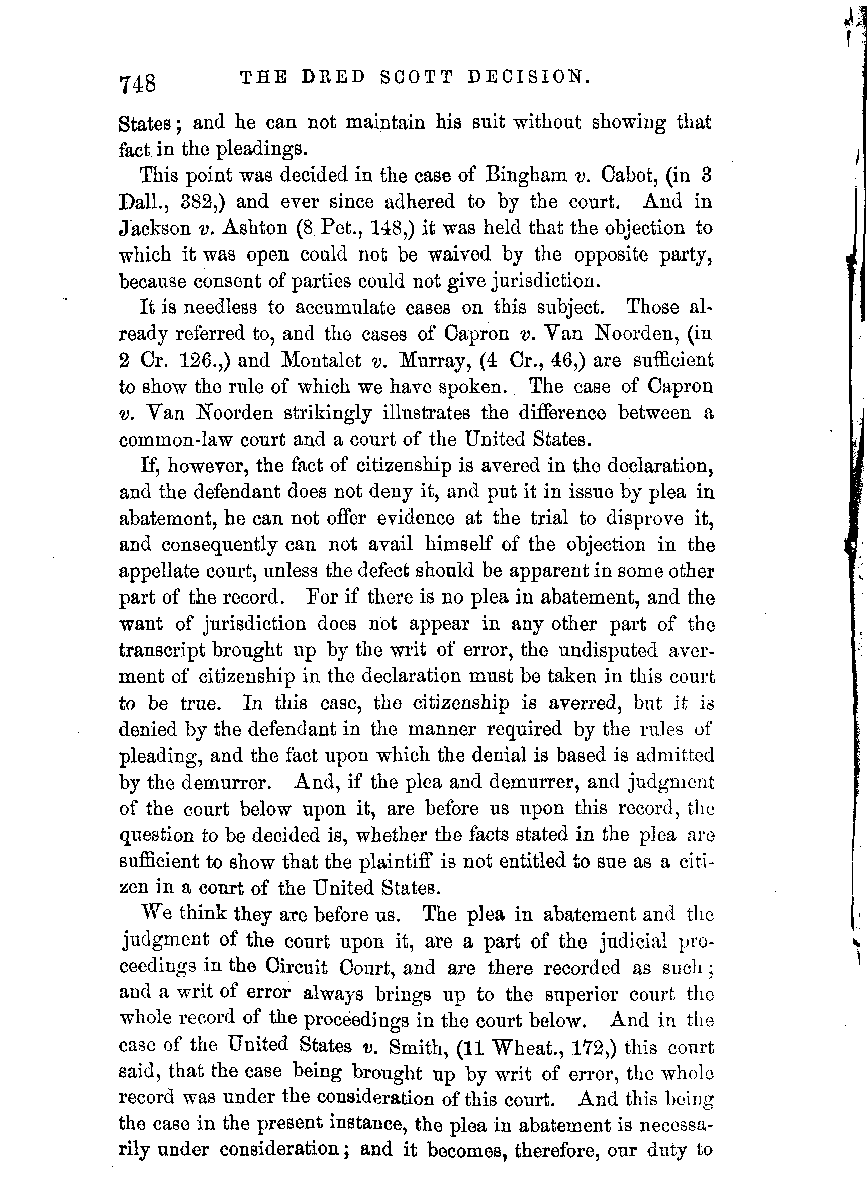 748 THE DRED SCOTT DECISION.
States; and he can not maintain his suit without showing that
fact in the pleadings.
This point was decided in the case of Bingham v. Cabot, (in 3
Dall., 382,) and ever since adhered to by the court. And in
Jackson v. Ashton (8 Pet., 148,) it was held that the objection to
which it was open could not be waived by the opposite party,
because consent of parties could not give jurisdiction.
It is needless to accumulate cases on this subject. Those al-
ready referred to, and the cases of Capron v. Van Noorden, (in
2 Cr. 126.,) and Montalet v. Murray, (4 Cr., 46,) are sufficient
to show the rule of which we have spoken. The case of Capron
v. Van Noorden strikingly illustrates the difference between a
common-law court and a court of the United States.
If, however, the fact of citizenship is avered in the declaration,
and the defendant does not deny it, and put it in issue by plea in
abatement, he can not offer evidence at the trial to disprove it,
and consequently can not avail himself of the objection in the
appellate court, unless the defect should be apparent in some other
part of the record. For if there is no plea in abatement, and the
want of jurisdiction does not appear in any other part of the
transcript brought up by the writ of error, the undisputed aver-
ment of citizenship in the declaration must be taken in this court
to be true. In this case, the citizenship is averred, but it is
denied by the defendant in the manner required by the rules of
pleading, and the fact upon which the denial is based is admitted
by the demurrer. And, if the plea and demurrer, and judgment
of the court below upon it, are before us upon this record, the
question to be decided is, whether the facts stated in the plea are
sufficient to show that the plaintiff is not entitled to sue as a citi-
zen in a court of the United States.
We think they are before us. The plea in abatement and the
judgment of the court upon it, are a part of the judicial pro-
ceedings in the Circuit Court, and are there recorded as such;
and a writ of error always brings up to the superior court the
whole record of the proceedings in the court below. And in the
case of the United States v. Smith, (11 Wheat., 172,) this court
said, that the case being brought up by writ of error, the whole
record was under the consideration of this court. And this being
the case in the present instance, the plea in abatement is necessa-
rily under consideration; and it becomes, therefore, our duty to